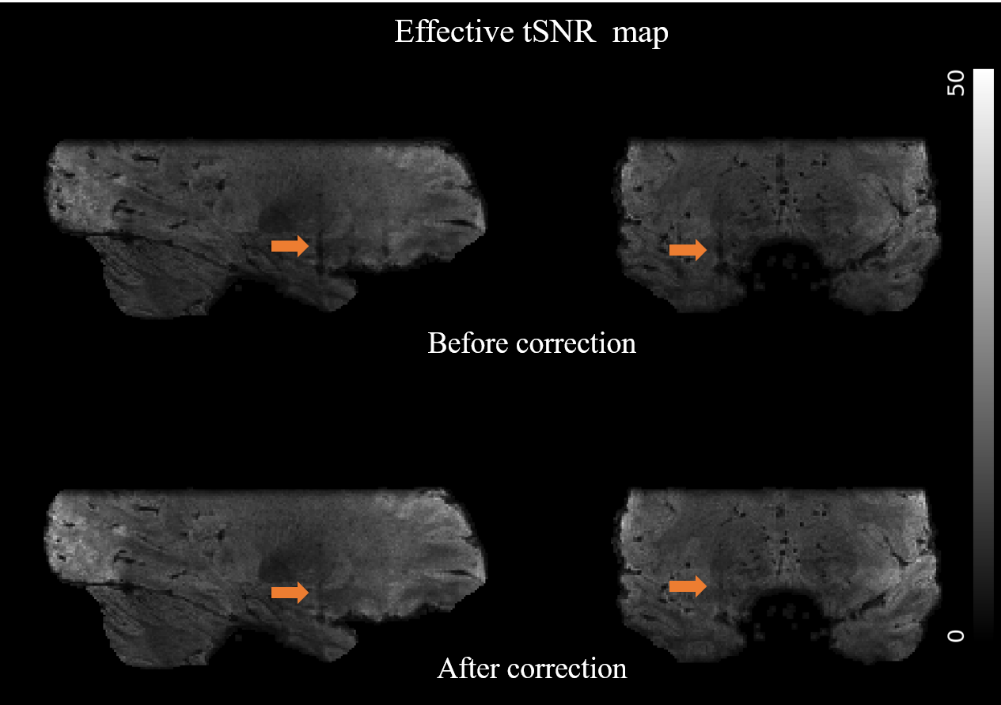 Effective tSNR map
50
Before correction
0
After correction